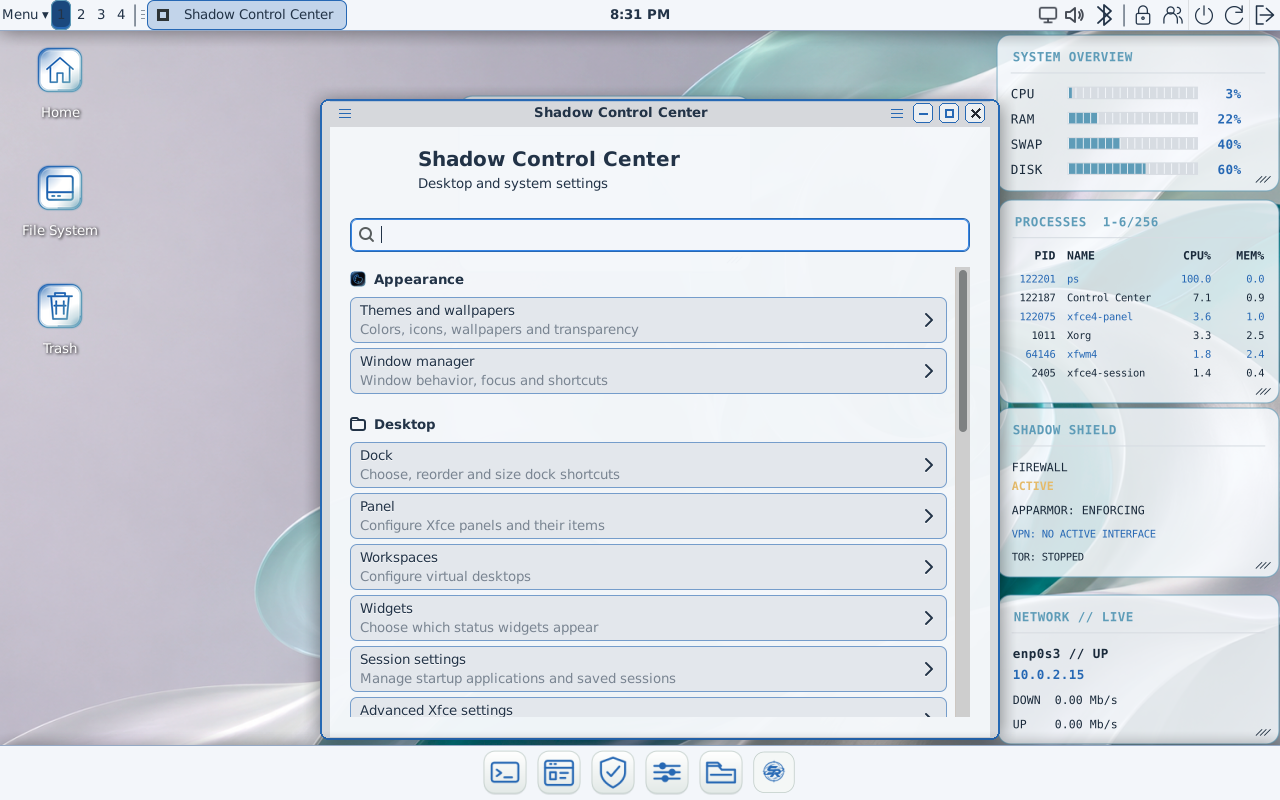 Menu ▾ 1 2 3 4 Shadow Control Center 8:31 PM
Home
File System
Trash
Shadow Control Center
Shadow Control Center
Desktop and system settings
Appearance
Themes and wallpapers
Colors, icons, wallpapers and transparency
Window manager
Window behavior, focus and shortcuts
Desktop
Dock
Choose, reorder and size dock shortcuts
Panel
Configure Xfce panels and their items
Workspaces
Configure virtual desktops
Widgets
Choose which status widgets appear
Session settings
Manage startup applications and saved sessions
Advanced Xfce settings
SYSTEM OVERVIEW
CPU 3%
RAM 22%
SWAP 40%
DISK 60%
PROCESSES 1-6/256
PID NAME CPU% MEM%
122201 ps 100.0 0.0
122187 Control Center 7.1 0.9
122075 xfce4-panel 3.6 1.0
1011 Xorg 3.3 2.5
64146 xfwm4 1.8 2.4
2405 xfce4-session 1.4 0.4
SHADOW SHIELD
FIREWALL
ACTIVE
APPARMOR: ENFORCING
VPN: NO ACTIVE INTERFACE
TOR: STOPPED
NETWORK // LIVE
enp0s3 // UP
10.0.2.15
DOWN 0.00 Mb/s
UP 0.00 Mb/s